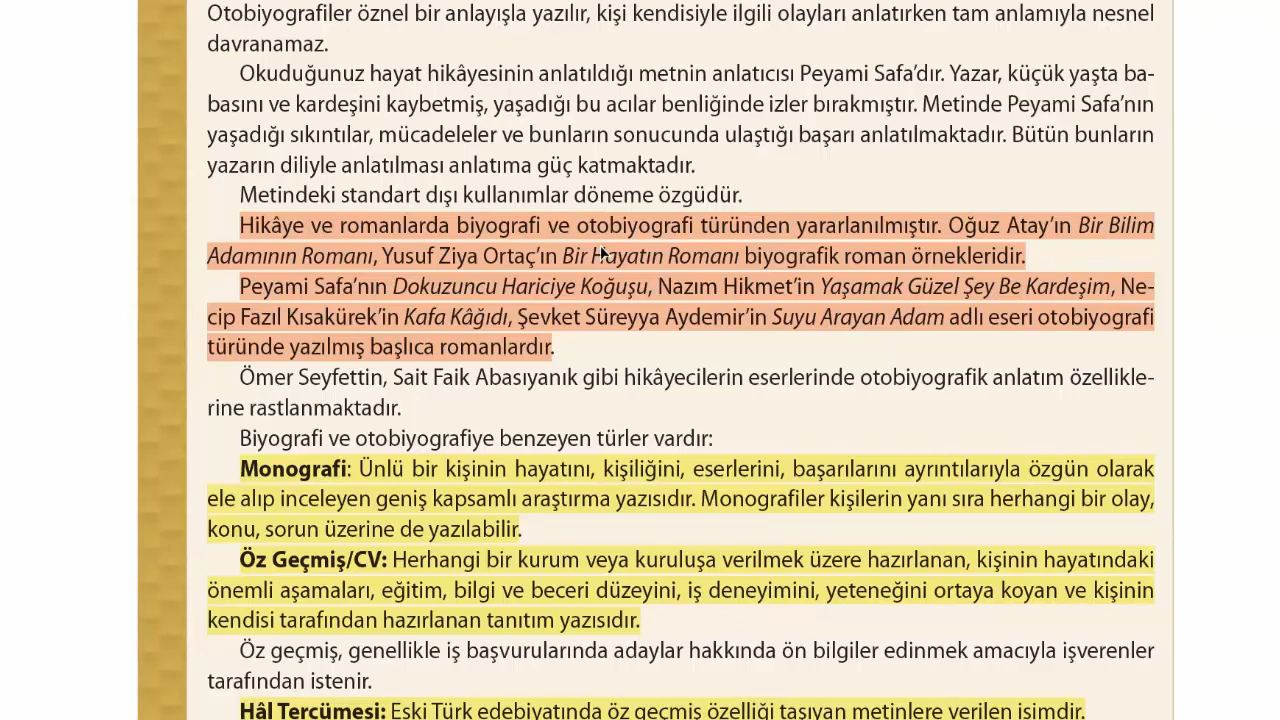 Otobiyografiler öznel bir anlayışla yazılır, kişi kendisiyle ilgili olayları anlatırken tam anlamıyla nesnel
davranamaz.
Okuduğunuz hayat hikâyesinin anlatıldığı metnin anlatıcısı Peyami Safa’dır. Yazar, küçük yaşta ba-
basını ve kardeşini kaybetmiş, yaşadığı bu acılar benliğinde izler bırakmıştır. Metinde Peyami Safa’nın
yaşadığı sıkıntılar, mücadeleler ve bunların sonucunda ulaştığı başarı anlatılmaktadır. Bütün bunların
yazarın diliyle anlatılması anlatıma güç katmaktadır.
Metindeki standart dışı kullanımlar döneme özgüdür.
Hikâye ve romanlarda biyografi ve otobiyografi türünden yararlanılmıştır. Oğuz Atay’ın Bir Bilim
Adamının Romanı, Yusuf Ziya Ortaç’ın Bir Hayatın Romanı biyografik roman örnekleridir.
Peyami Safa’nın Dokuzuncu Hariciye Koğuşu, Nazım Hikmet’in Yaşamak Güzel Şey Be Kardeşim, Ne-
cip Fazıl Kısakürek’in Kafa Kâğıdı, Şevket Süreyya Aydemir’in Suyu Arayan Adam adlı eseri otobiyografi
türünde yazılmış başlıca romanlardır.
Ömer Seyfettin, Sait Faik Abasıyanık gibi hikâyecilerin eserlerinde otobiyografik anlatım özellikle-
rine rastlanmaktadır.
Biyografi ve otobiyografiye benzeyen türler vardır:
Monografi: Ünlü bir kişinin hayatını, kişiliğini, eserlerini, başarılarını ayrıntılarıyla özgün olarak
ele alıp inceleyen geniş kapsamlı araştırma yazısıdır. Monografiler kişilerin yanı sıra herhangi bir olay,
konu, sorun üzerine de yazılabilir.
Öz Geçmiş/CV: Herhangi bir kurum veya kuruluşa verilmek üzere hazırlanan, kişinin hayatındaki
önemli aşamaları, eğitim, bilgi ve beceri düzeyini, iş deneyimini, yeteneğini ortaya koyan ve kişinin
kendisi tarafından hazırlanan tanıtım yazısıdır.
Öz geçmiş, genellikle iş başvurularında adaylar hakkında ön bilgiler edinmek amacıyla işverenler
tarafından istenir.
Hâl Tercümesi: Eski Türk edebiyatında öz geçmiş özelliği taşıyan metinlere verilen isimdir.